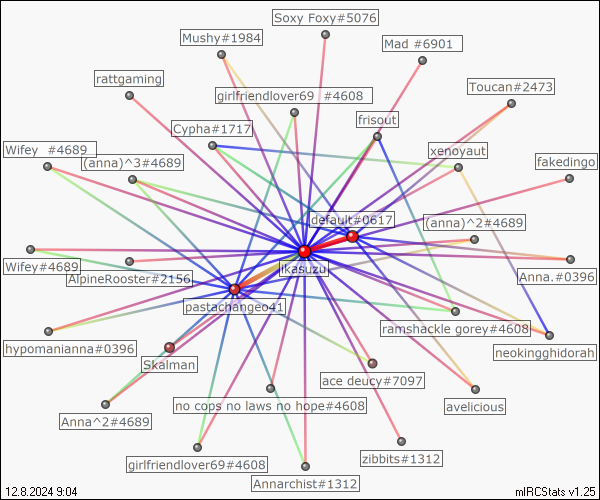 Soxy Foxy#5076
Mushy#1984
Mad #6901
rattgaming
Toucan#2473
girlfriendlover69 #4608
frisout
Cypha#1717
Wifey #4689
(anna)^3#4689
xenoyaut
fakedingo
default#0617
(anna)^2#4689
Wifey#4689
ikasuzu
AlpineRooster#2156
Anna.#0396
pastachangeo41
ramshackle gorey#4608
hypomanianna#0396
neokingghidorah
Skalman
ace deucy#7097
no cops no laws no hope#4608
avelicious
Anna^2#4689
zibbits#1312
girlfriendlover69#4608
Annarchist#1312
12.8.2024 9:04
mIRCStats v1.25